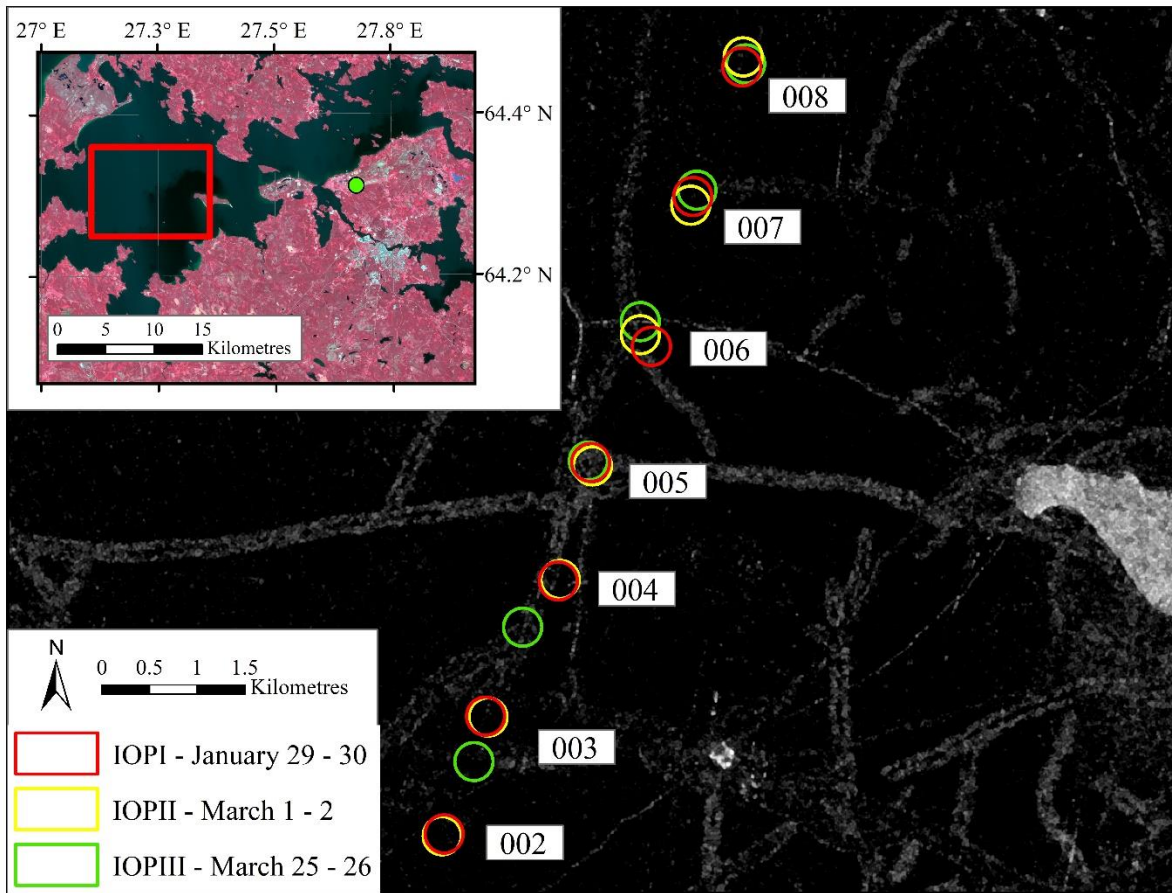 27° E 27.3° E 27.5° E 27.8° E
64.4° N
64.2° N
0 5 10 15
Kilometres
008
007
006
005
004
003
002
N
0 0.5 1 1.5
Kilometres
IOPI - January 29 - 30
IOPII - March 1 - 2
IOPIII - March 25 - 26